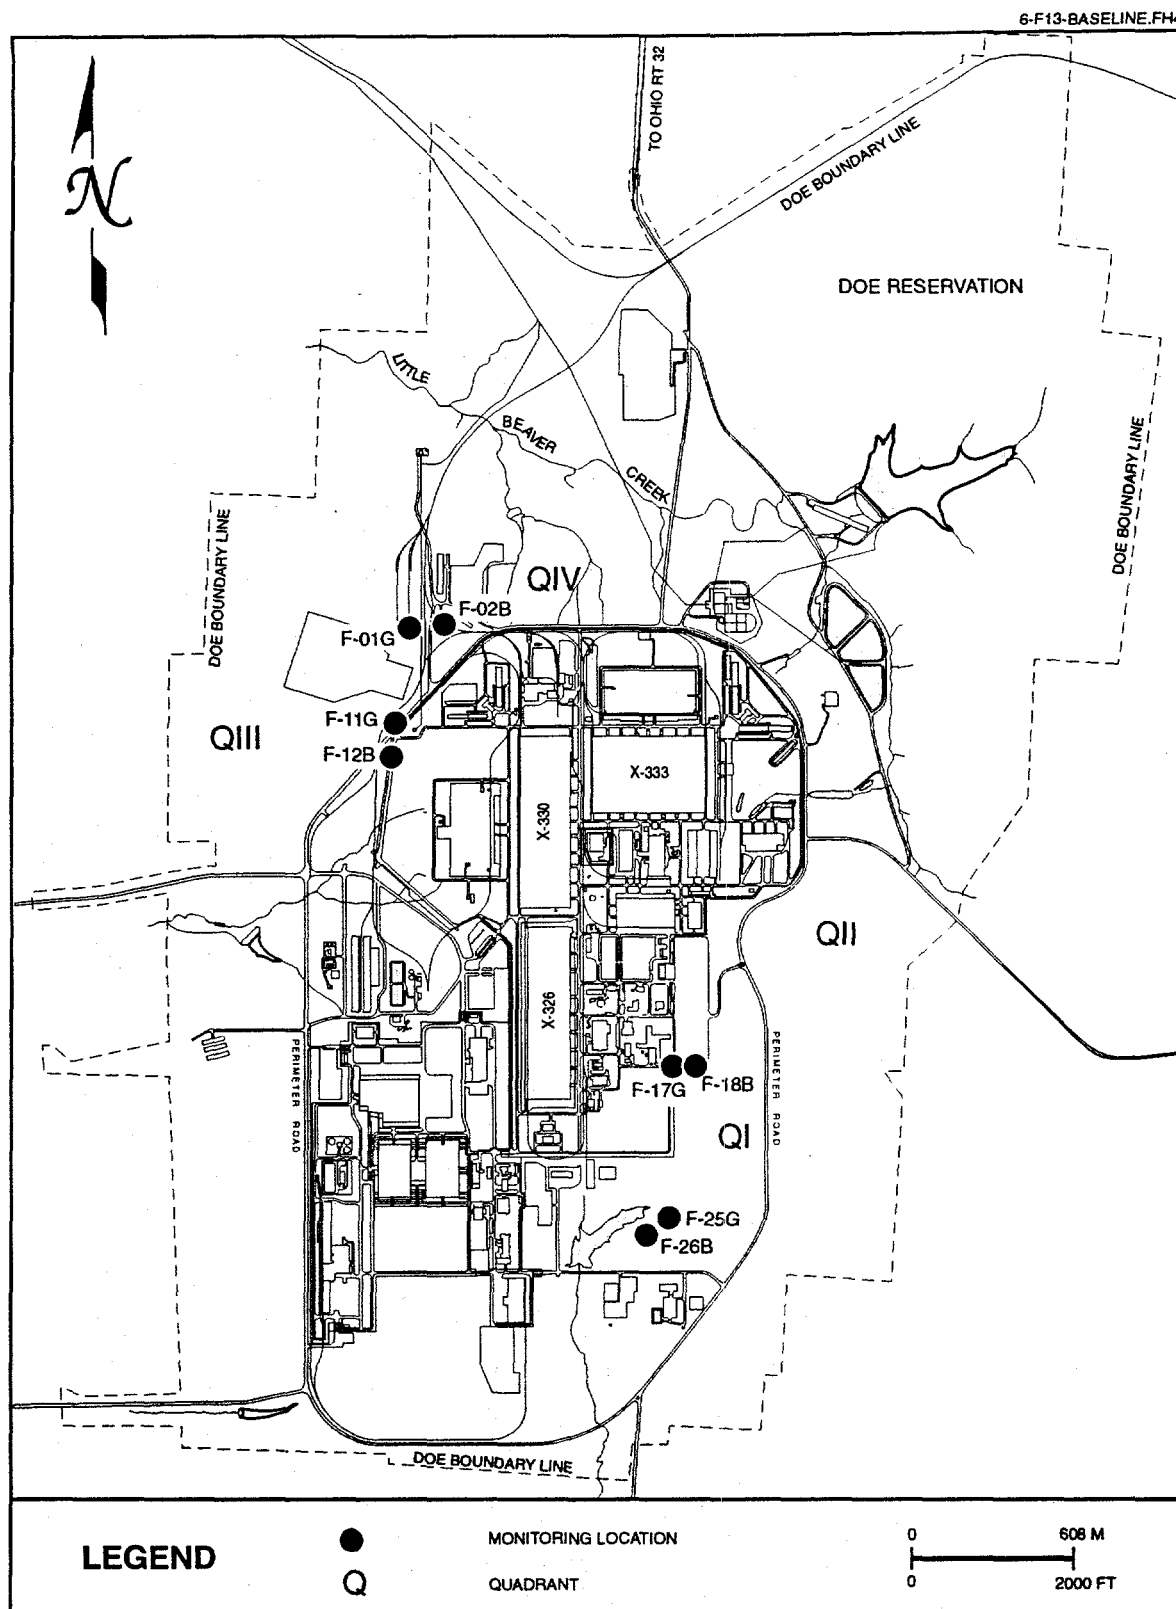 6-F13-BASELINE.FH4
TO OHIO RT 32
N
DOE BOUNDARY LINE
DOE RESERVATION
LITTLE
BEAVER
CREEK
DOE BOUNDARY LINE
DOE BOUNDARY LINE
QIV
F-02B
F-01G
F-11G
QIII
F-12B
X-333
X-330
QII
X-326
PERIMETER ROAD
PERIMETER ROAD
F-17G
F-18B
QI
F-25G
F-26B
DOE BOUNDARY LINE
LEGEND
MONITORING LOCATION
Q
QUADRANT
0
608 M
0
2000 FT